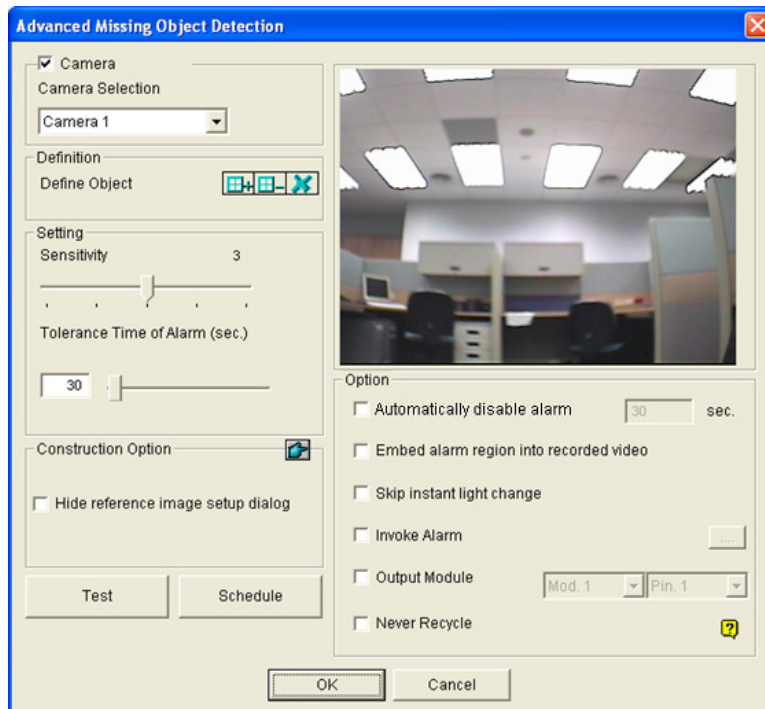 Advanced Missing Object Detection
Camera
Camera Selection
Camera 1
Definition
Define Object
Setting
Sensitivity 3
Tolerance Time of Alarm (sec.)
30
Construction Option
Hide reference image setup dialog
Test Schedule
Option
Automatically disable alarm 30 sec.
Embed alarm region into recorded video
Skip instant light change
Invoke Alarm ....
Output Module Mod. 1 Pin. 1
Never Recycle ?
OK Cancel